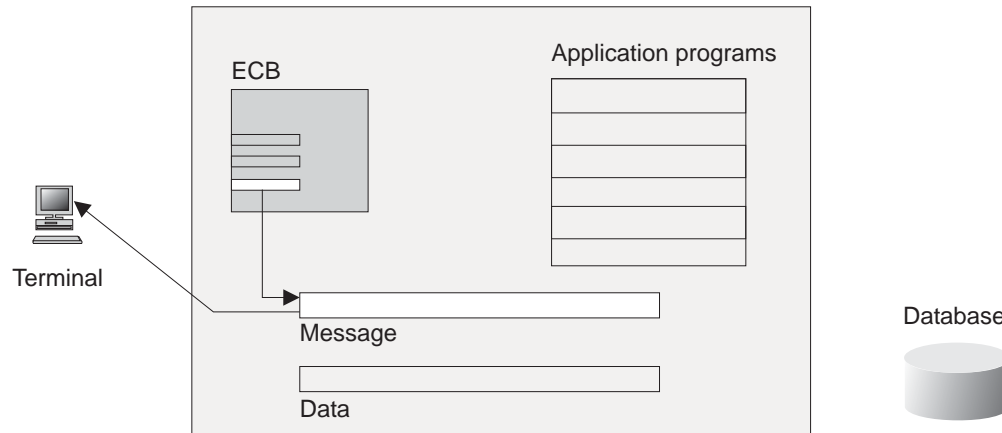 ECB
Application programs
Terminal
Message
Database
Data